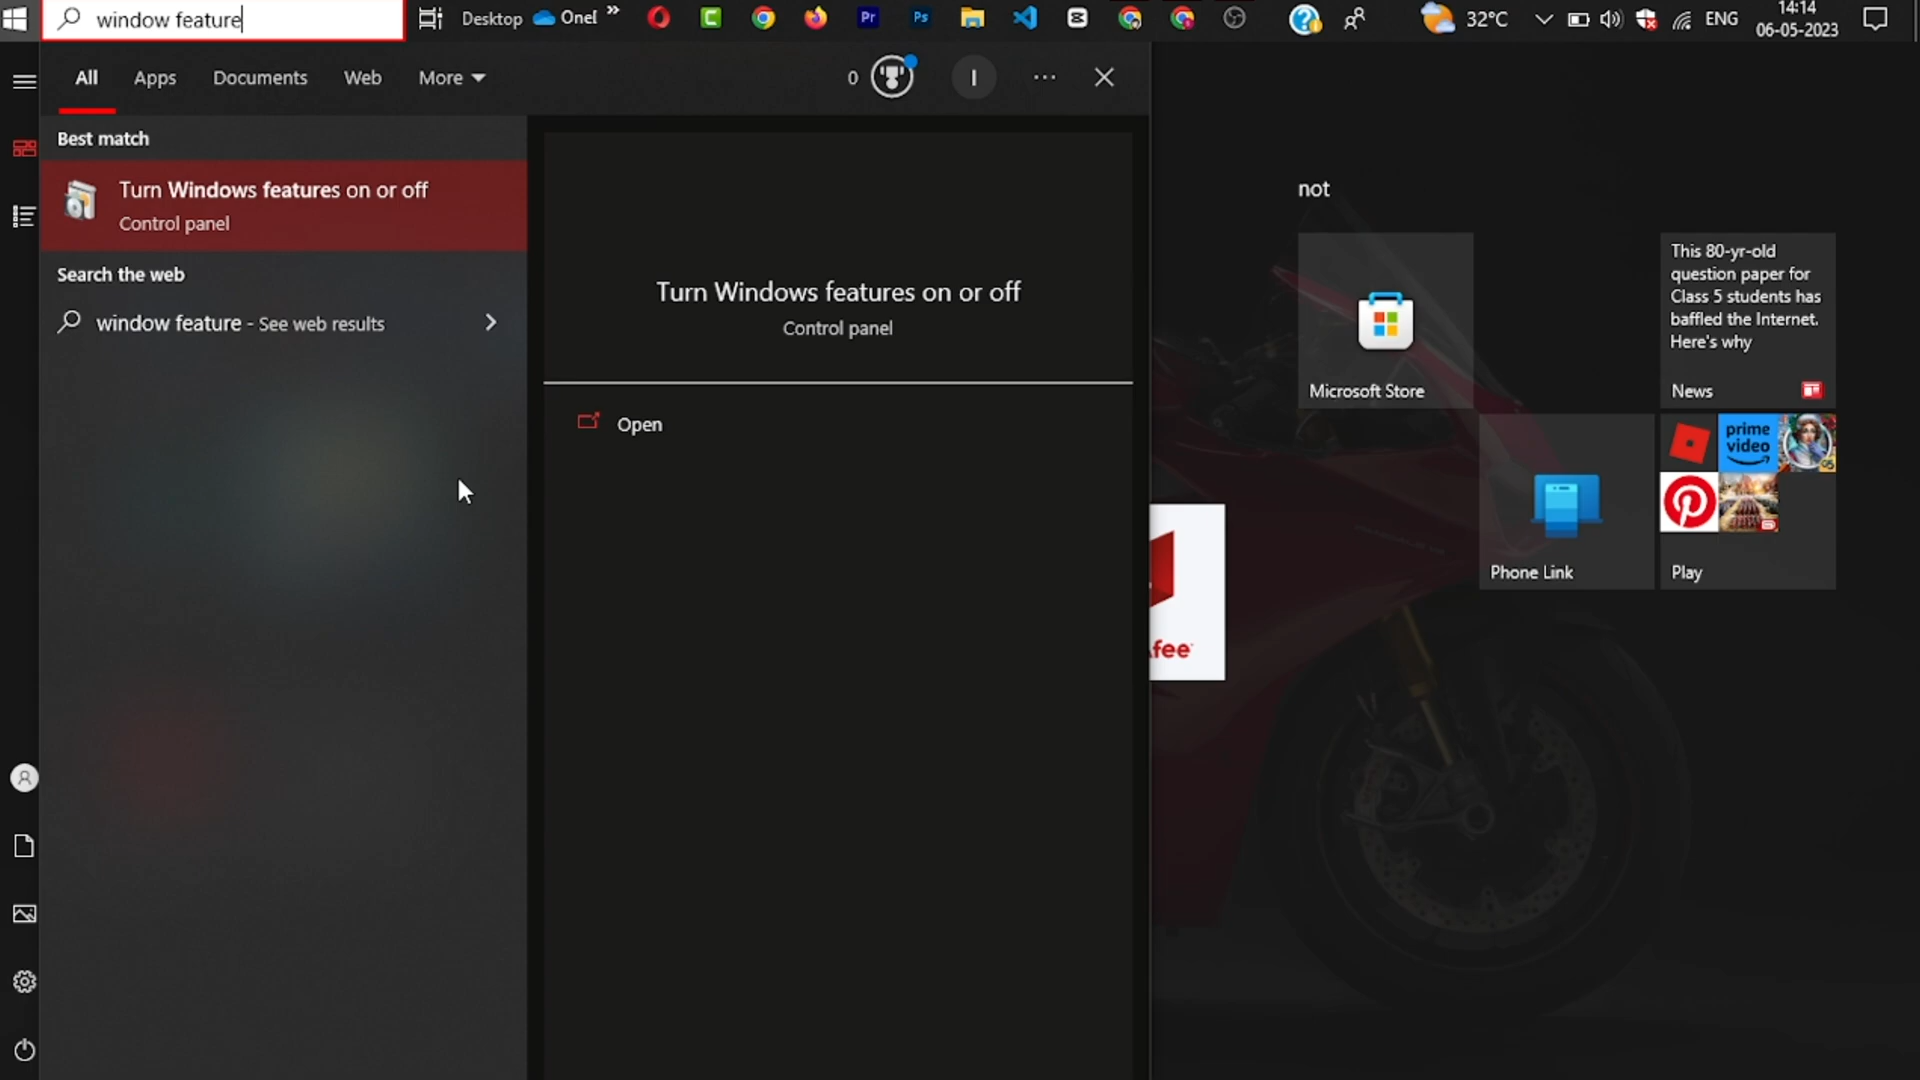 window feature
Desktop
Onel
Pr
Ps
32°C
ENG
14:14
06-05-2023
All
Apps
Documents
Web
More
0
I
Best match
Turn Windows features on or off
Control panel
Search the web
window feature - See web results
Turn Windows features on or off
Control panel
Open
not
Microsoft Store
This 80-yr-old
question paper for
Class 5 students has
baffled the Internet.
Here's why
News
prime
video
Phone Link
Play
fee